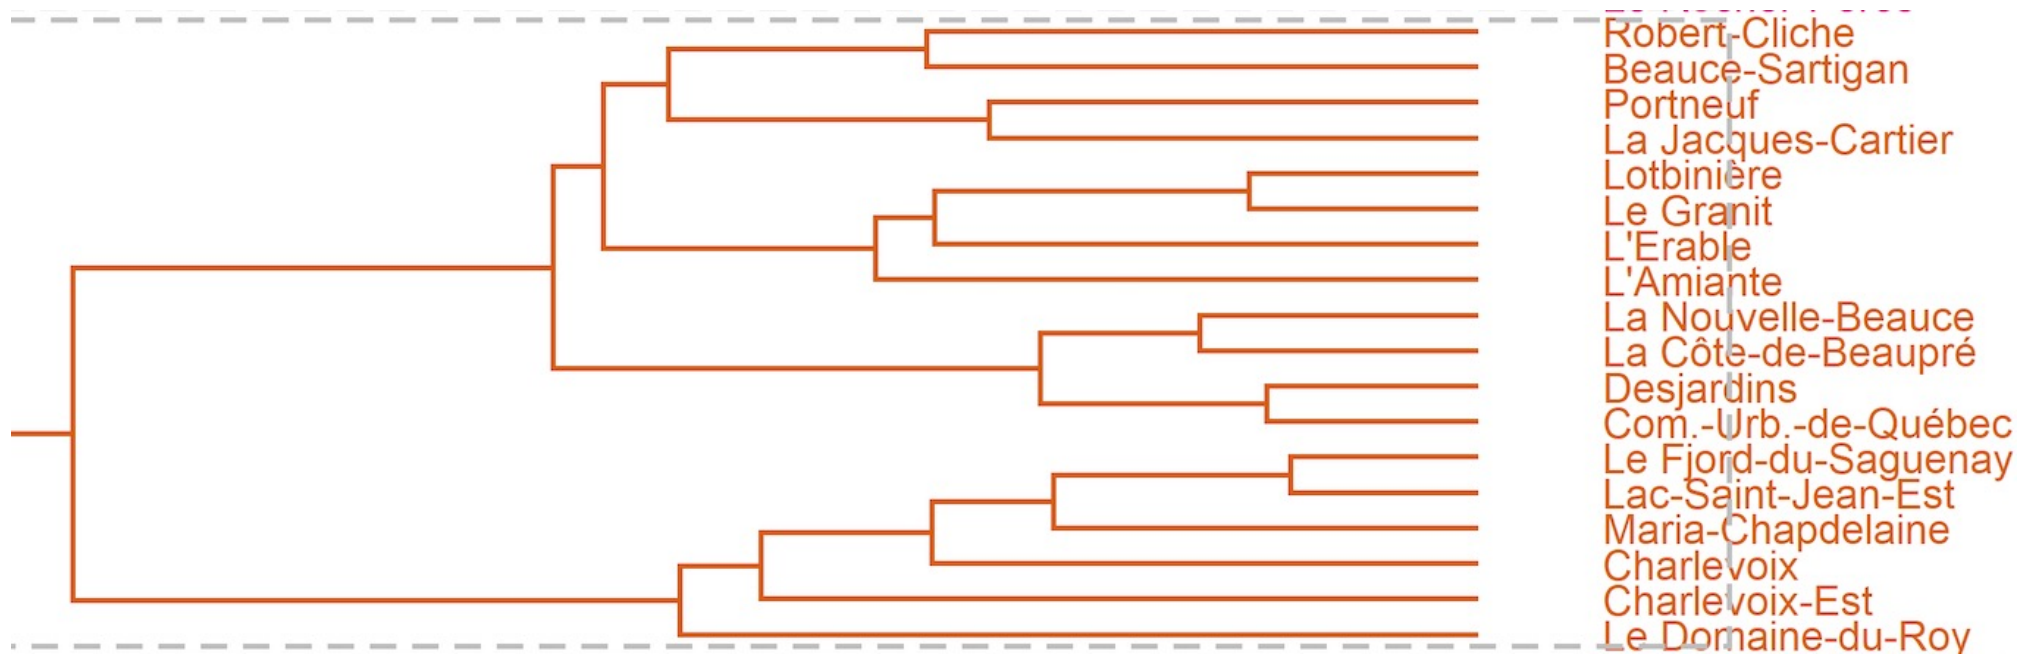 Robert-Cliche
Beauce-Sartigan
Portneuf
La Jacques-Cartier
Lotbinière
Le Granit
L'Erable
L'Amiante
La Nouvelle-Beauce
La Côte-de-Beaupré
Desjardins
Com.-Urb.-de-Québec
Le Fjord-du-Saguenay
Lac-Saint-Jean-Est
Maria-Chapdelaine
Charlevoix
Charlevoix-Est
Le Domaine-du-Roy